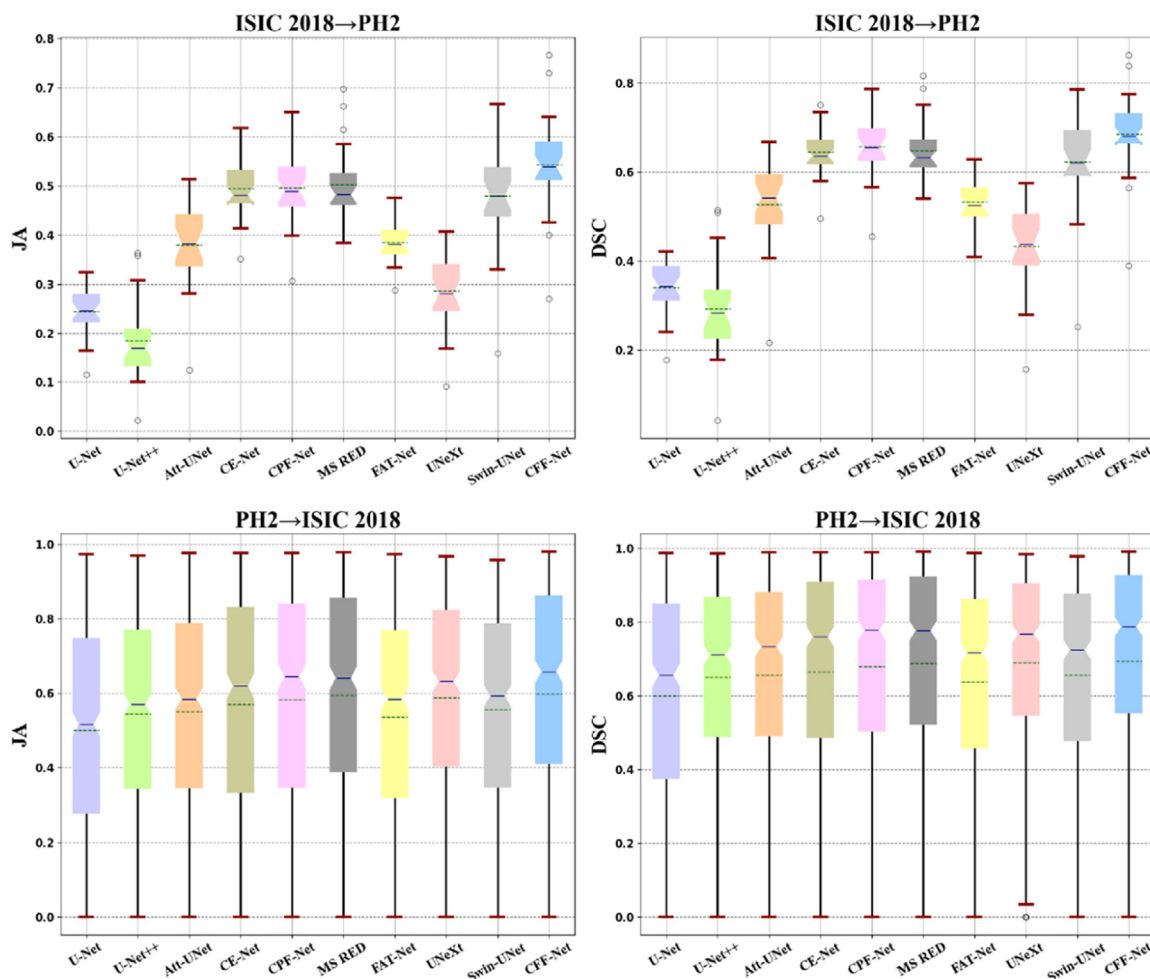 ISIC 2018→PH2
0.8
0.7
0.6
0.5
0.4
0.3
0.2
0.1
0.0
JA
U-Net
U-Net++
Att-UNet
CE-Net
CPF-Net
MS RED
FAT-Net
UNeXt
Swin-UNet
CFF-Net
ISIC 2018→PH2
0.8
0.6
0.4
0.2
DSC
U-Net
U-Net++
Att-UNet
CE-Net
CPF-Net
MS RED
FAT-Net
UNeXt
Swin-UNet
CFF-Net
PH2→ISIC 2018
1.0
0.8
0.6
0.4
0.2
0.0
JA
U-Net
U-Net++
Att-UNet
CE-Net
CPF-Net
MS RED
FAT-Net
UNeXt
Swin-UNet
CFF-Net
PH2→ISIC 2018
1.0
0.8
0.6
0.4
0.2
0.0
DSC
U-Net
U-Net++
Att-UNet
CE-Net
CPF-Net
MS RED
FAT-Net
UNeXt
Swin-UNet
CFF-Net